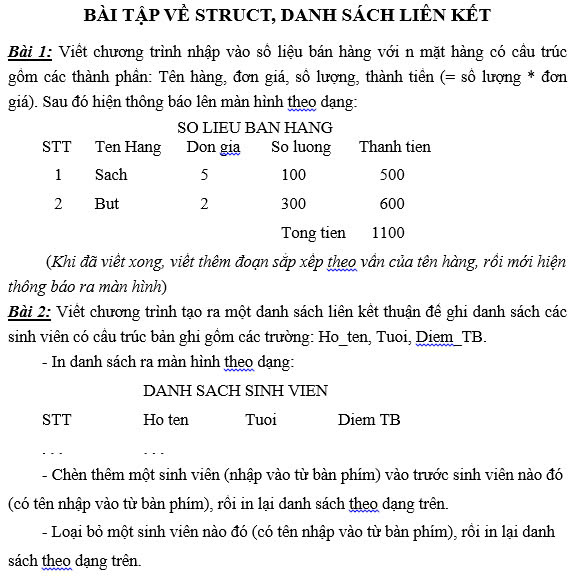 BÀI TẬP VỀ STRUCT, DANH SÁCH LIÊN KẾT
Bài 1: Viết chương trình nhập vào số liệu bán hàng với n mặt hàng có cấu trúc
gồm các thành phần: Tên hàng, đơn giá, số lượng, thành tiền (= số lượng * đơn
giá). Sau đó hiện thông báo lên màn hình theo dạng:
SO LIEU BAN HANG
STT Ten Hang Don gia So luong Thanh tien
1 Sach 5 100 500
2 But 2 300 600
Tong tien 1100
(Khi đã viết xong, viết thêm đoạn sắp xếp theo vần của tên hàng, rồi mới hiện
thông báo ra màn hình)
Bài 2: Viết chương trình tạo ra một danh sách liên kết thuận để ghi danh sách các
sinh viên có cấu trúc bản ghi gồm các trường: Ho_ten, Tuoi, Diem_TB.
- In danh sách ra màn hình theo dạng:
DANH SACH SINH VIEN
STT Ho ten Tuoi Diem TB
. . . . . .
- Chèn thêm một sinh viên (nhập vào từ bàn phím) vào trước sinh viên nào đó
(có tên nhập vào từ bàn phím), rồi in lại danh sách theo dạng trên.
- Loại bỏ một sinh viên nào đó (có tên nhập vào từ bàn phím), rồi in lại danh
sách theo dạng trên.